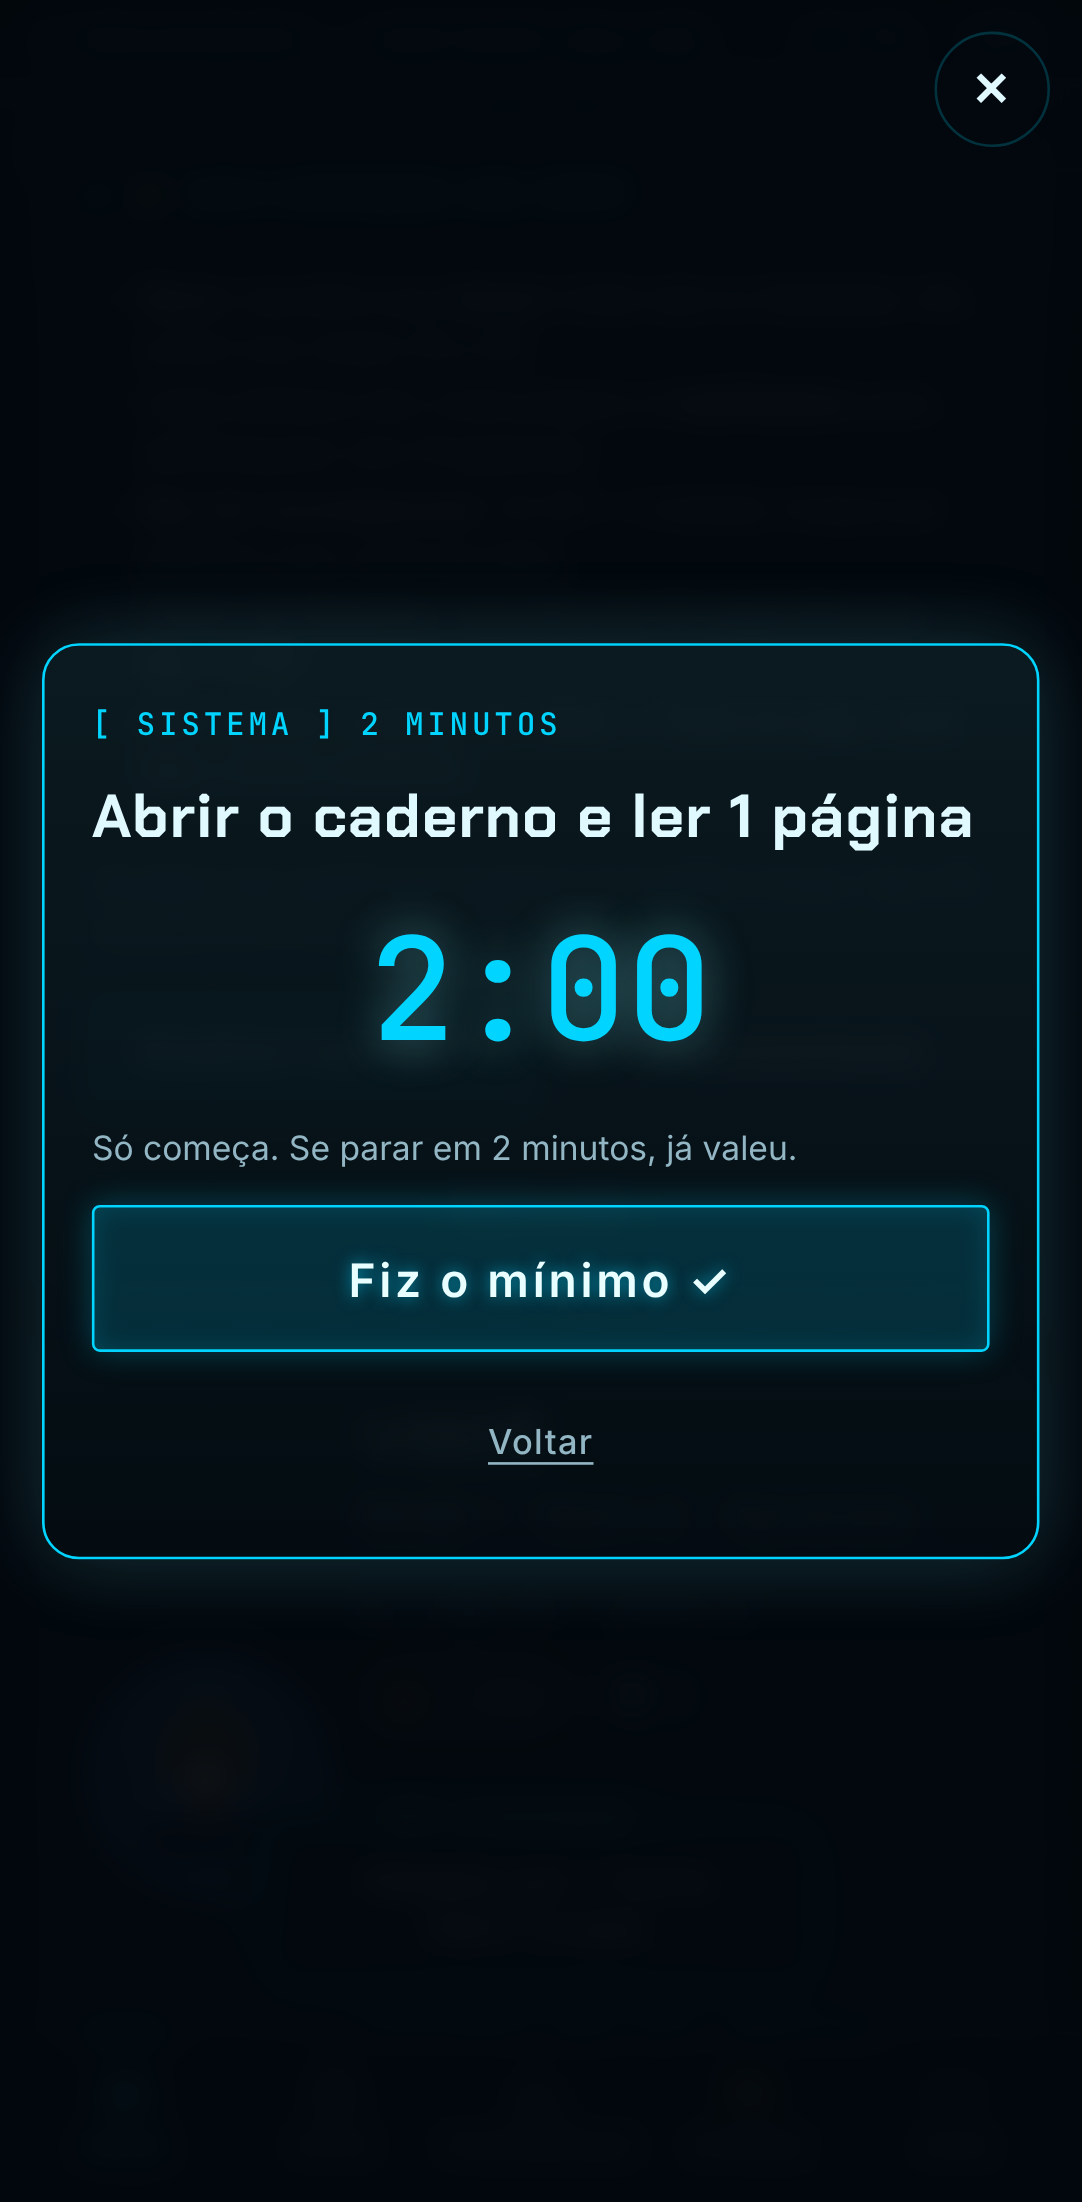 ✕
[ SISTEMA ] 2 MINUTOS
Abrir o caderno e ler 1 página
2:00
Só começa. Se parar em 2 minutos, já valeu.
Fiz o mínimo ✓
Voltar